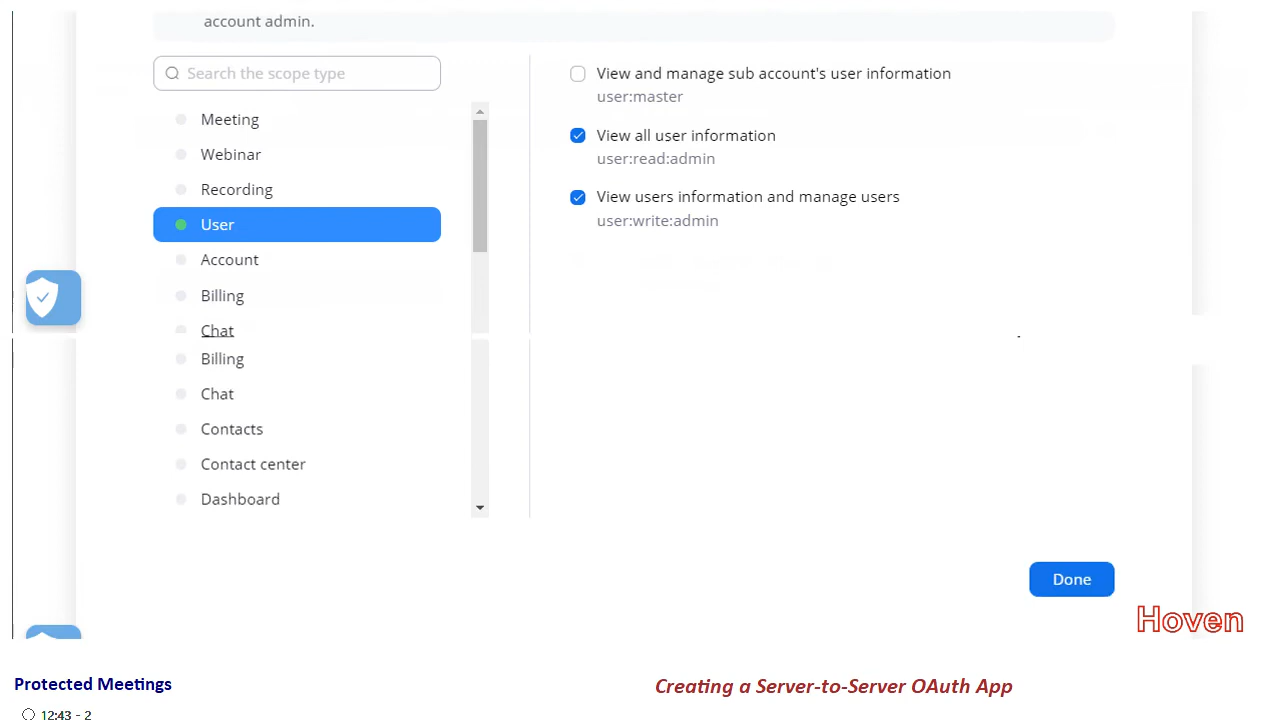 account admin.
Search the scope type
Meeting
Webinar
Recording
User
Account
Billing
Chat
Billing
Chat
Contacts
Contact center
Dashboard
View and manage sub account's user information
user:master
View all user information
user:read:admin
View users information and manage users
user:write:admin
Done
Hoven
Protected Meetings
Creating a Server-to-Server OAuth App
12:43 - 2